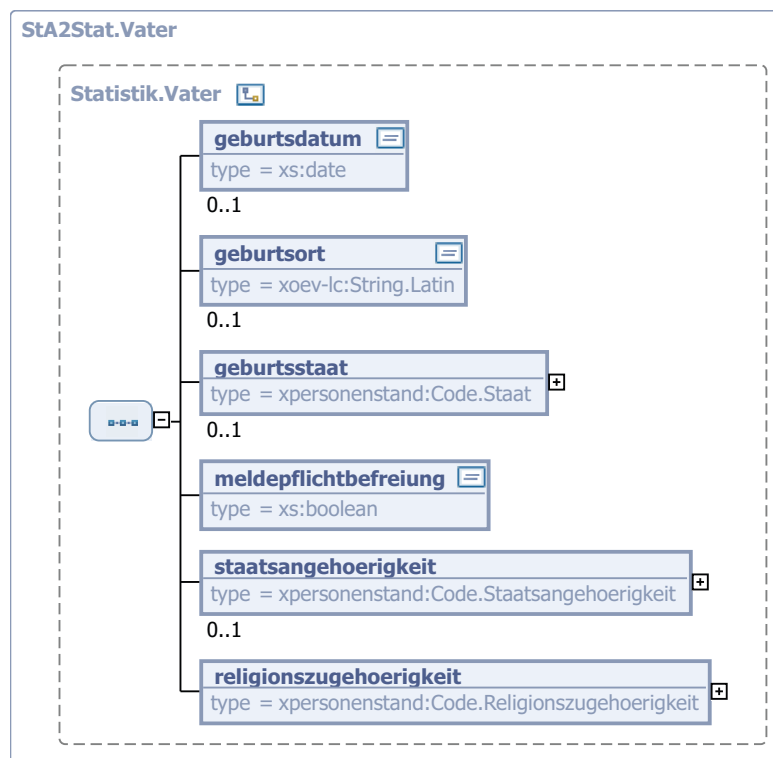 StA2Stat.Vater
Statistik.Vater
geburtsdatum
type = xs:date
0..1
geburtsort
type = xoev-lc:String.Latin
0..1
geburtsstaat
type = xpersonenstand:Code.Staat
0..1
meldepflichtbefreiung
type = xs:boolean
staatsangehoerigkeit
type = xpersonenstand:Code.Staatsangehoerigkeit
0..1
religionszugehoerigkeit
type = xpersonenstand:Code.Religionszugehoerigkeit